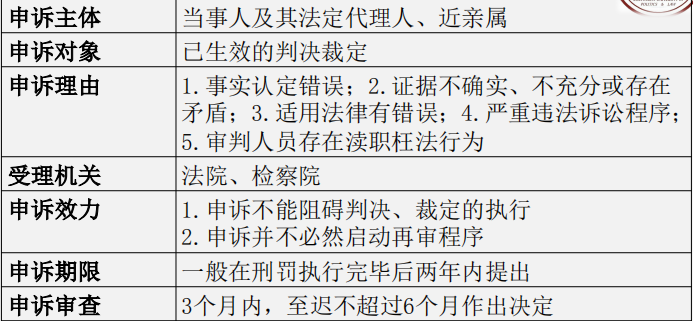 申诉主体 当事人及其法定代理人、近亲属
申诉对象 已生效的判决裁定
申诉理由 1.事实认定错误；2.证据不确实、不充分或存在
矛盾；3.适用法律有错误；4.严重违法诉讼程序；
5.审判人员存在渎职枉法行为
受理机关 法院、检察院
申诉效力 1.申诉不能阻碍判决、裁定的执行
2.申诉并不必然启动再审程序
申诉期限 一般在刑罚执行完毕后两年内提出
申诉审查 3个月内，至迟不超过6个月作出决定